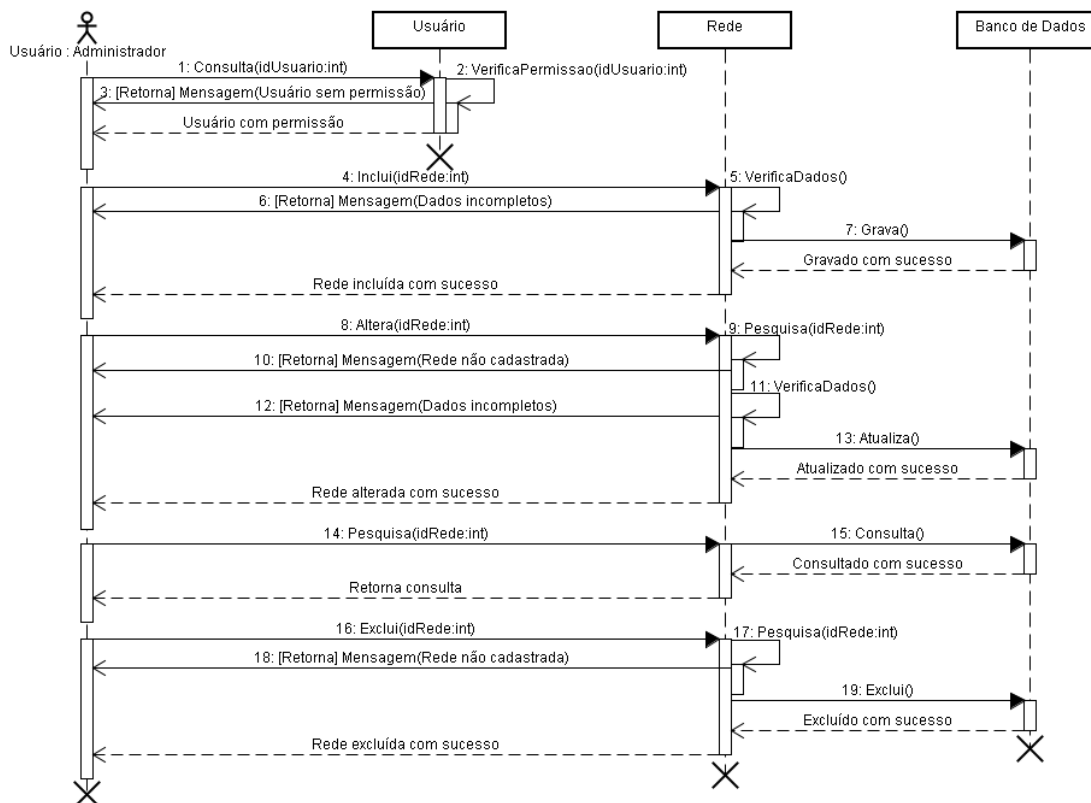 Usuário
Rede
Banco de Dados
Usuário : Administrador
1: Consulta(idUsuario:int)
2: VerificaPermissao(idUsuario:int)
3: [Retorna] Mensagem(Usuário sem permissão)
Usuário com permissão
4: Inclui(idRede:int)
5: VerificaDados()
6: [Retorna] Mensagem(Dados incompletos)
7: Grava()
Gravado com sucesso
Rede incluída com sucesso
8: Altera(idRede:int)
9: Pesquisa(idRede:int)
10: [Retorna] Mensagem(Rede não cadastrada)
11: VerificaDados()
12: [Retorna] Mensagem(Dados incompletos)
13: Atualiza()
Atualizado com sucesso
Rede alterada com sucesso
14: Pesquisa(idRede:int)
15: Consulta()
Consultado com sucesso
Retorna consulta
16: Exclui(idRede:int)
17: Pesquisa(idRede:int)
18: [Retorna] Mensagem(Rede não cadastrada)
19: Exclui()
Excluído com sucesso
Rede excluída com sucesso